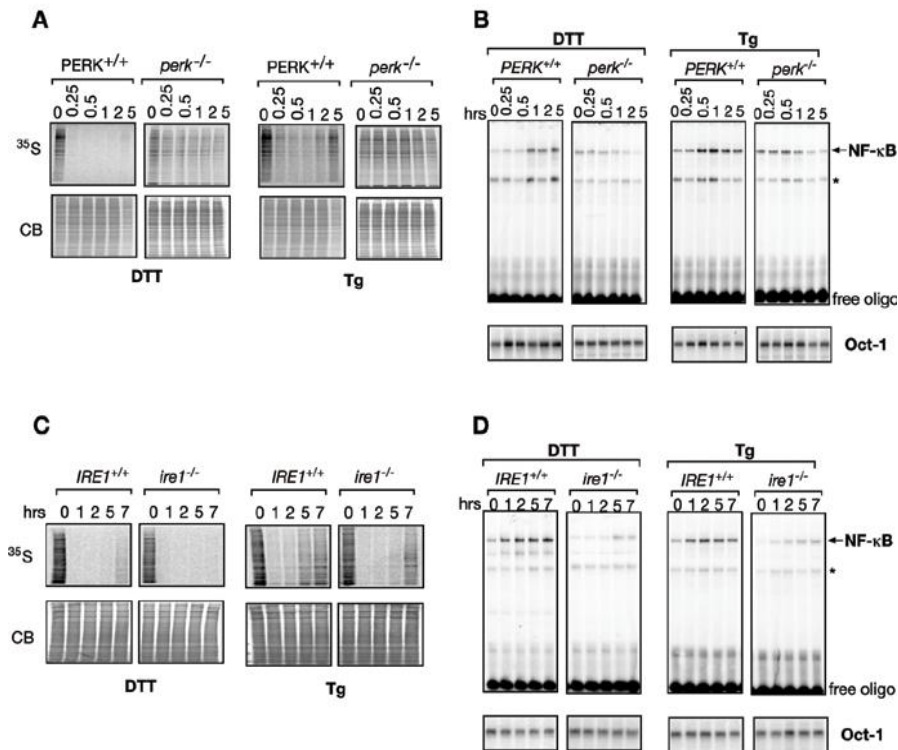 A
PERK+/+ perk-/- PERK+/+ perk-/-
0 0.25 0.5 1 2 5 0 0.25 0.5 1 2 5 0 0.25 0.5 1 2 5 0 0.25 0.5 1 2 5
35S
CB
DTT Tg
B
DTT Tg
PERK+/+ perk-/- PERK+/+ perk-/-
hrs 0 0.25 0.5 1 2 5 0 0.25 0.5 1 2 5 0 0.25 0.5 1 2 5 0 0.25 0.5 1 2 5
NF-κB
*
free oligo
Oct-1
C
IRE1+/+ ire1-/- IRE1+/+ ire1-/-
hrs 0 1 2 5 7 0 1 2 5 7 0 1 2 5 7 0 1 2 5 7
35S
CB
DTT Tg
D
DTT Tg
IRE1+/+ ire1-/- IRE1+/+ ire1-/-
hrs 0 1 2 5 7 0 1 2 5 7 0 1 2 5 7 0 1 2 5 7
NF-κB
*
free oligo
Oct-1